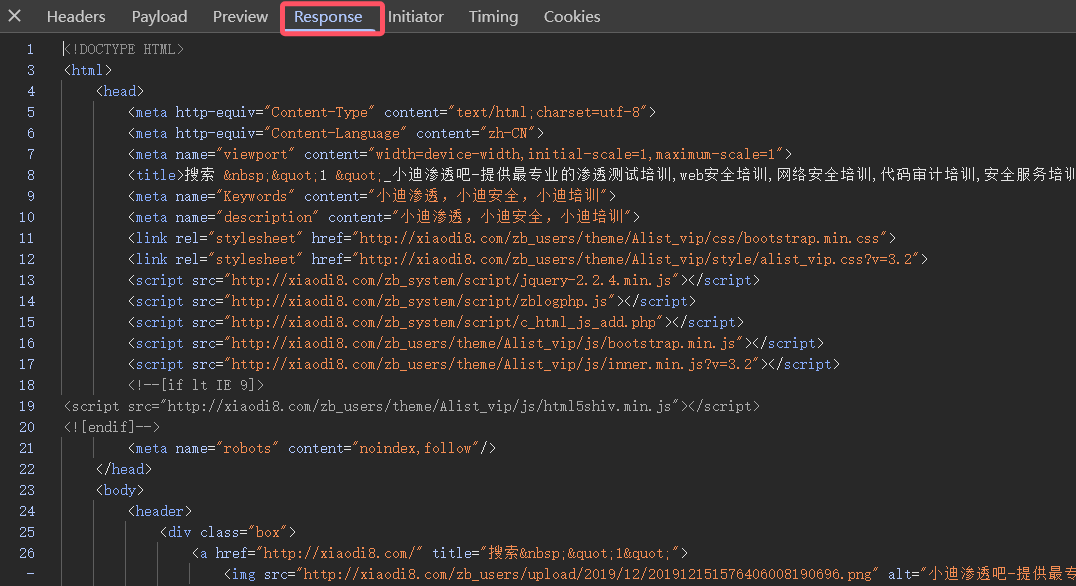 Headers Payload Preview Response Initiator Timing Cookies
1 <!DOCTYPE HTML>
3 <html>
4 <head>
5 <meta http-equiv="Content-Type" content="text/html;charset=utf-8">
6 <meta http-equiv="Content-Language" content="zh-CN">
7 <meta name="viewport" content="width=device-width,initial-scale=1,maximum-scale=1">
8 <title>搜索 &nbsp;&quot;1 &quot;_小迪渗透吧-提供最专业的渗透测试培训,web安全培训,网络安全培训,代码审计培训,安全服务培训
9 <meta name="Keywords" content="小迪渗透，小迪安全，小迪培训">
10 <meta name="description" content="小迪渗透，小迪安全，小迪培训">
11 <link rel="stylesheet" href="http://xiaodi8.com/zb_users/theme/Alist_vip/css/bootstrap.min.css">
12 <link rel="stylesheet" href="http://xiaodi8.com/zb_users/theme/Alist_vip/style/alist_vip.css?v=3.2">
13 <script src="http://xiaodi8.com/zb_system/script/jquery-2.2.4.min.js"></script>
14 <script src="http://xiaodi8.com/zb_system/script/zblogphp.js"></script>
15 <script src="http://xiaodi8.com/zb_system/script/c_html_js_add.php"></script>
16 <script src="http://xiaodi8.com/zb_users/theme/Alist_vip/js/bootstrap.min.js"></script>
17 <script src="http://xiaodi8.com/zb_users/theme/Alist_vip/js/inner.min.js?v=3.2"></script>
18 <!--[if lt IE 9]>
19 <script src="http://xiaodi8.com/zb_users/theme/Alist_vip/js/html5shiv.min.js"></script>
20 <![endif]-->
21 <meta name="robots" content="noindex,follow"/>
22 </head>
23 <body>
24 <header>
25 <div class="box">
26 <a href="http://xiaodi8.com/" title="搜索&nbsp;&quot;1&quot;">
- <img src="http://xiaodi8.com/zb_users/upload/2019/12/201912151576406008190696.png" alt="小迪渗透吧-提供最专